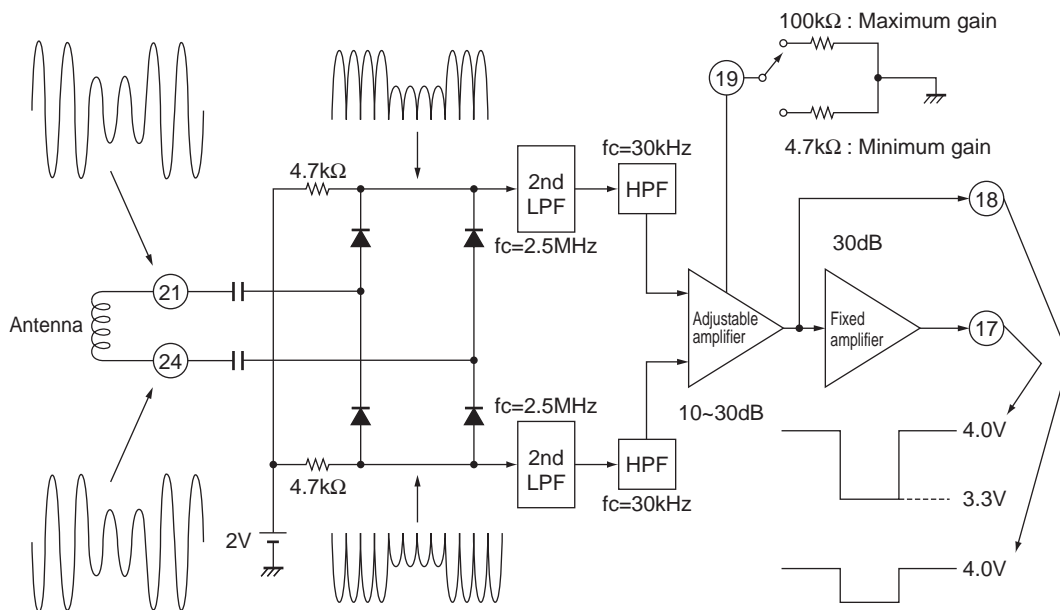 100kΩ : Maximum gain
19
4.7kΩ : Minimum gain
fc=30kHz
4.7kΩ
2nd
LPF
HPF
18
fc=2.5MHz
30dB
21
Antenna
Adjustable
amplifier
Fixed
amplifier
17
24
fc=2.5MHz
10~30dB
4.0V
2nd
LPF
HPF
4.7kΩ
fc=30kHz
3.3V
2V
4.0V